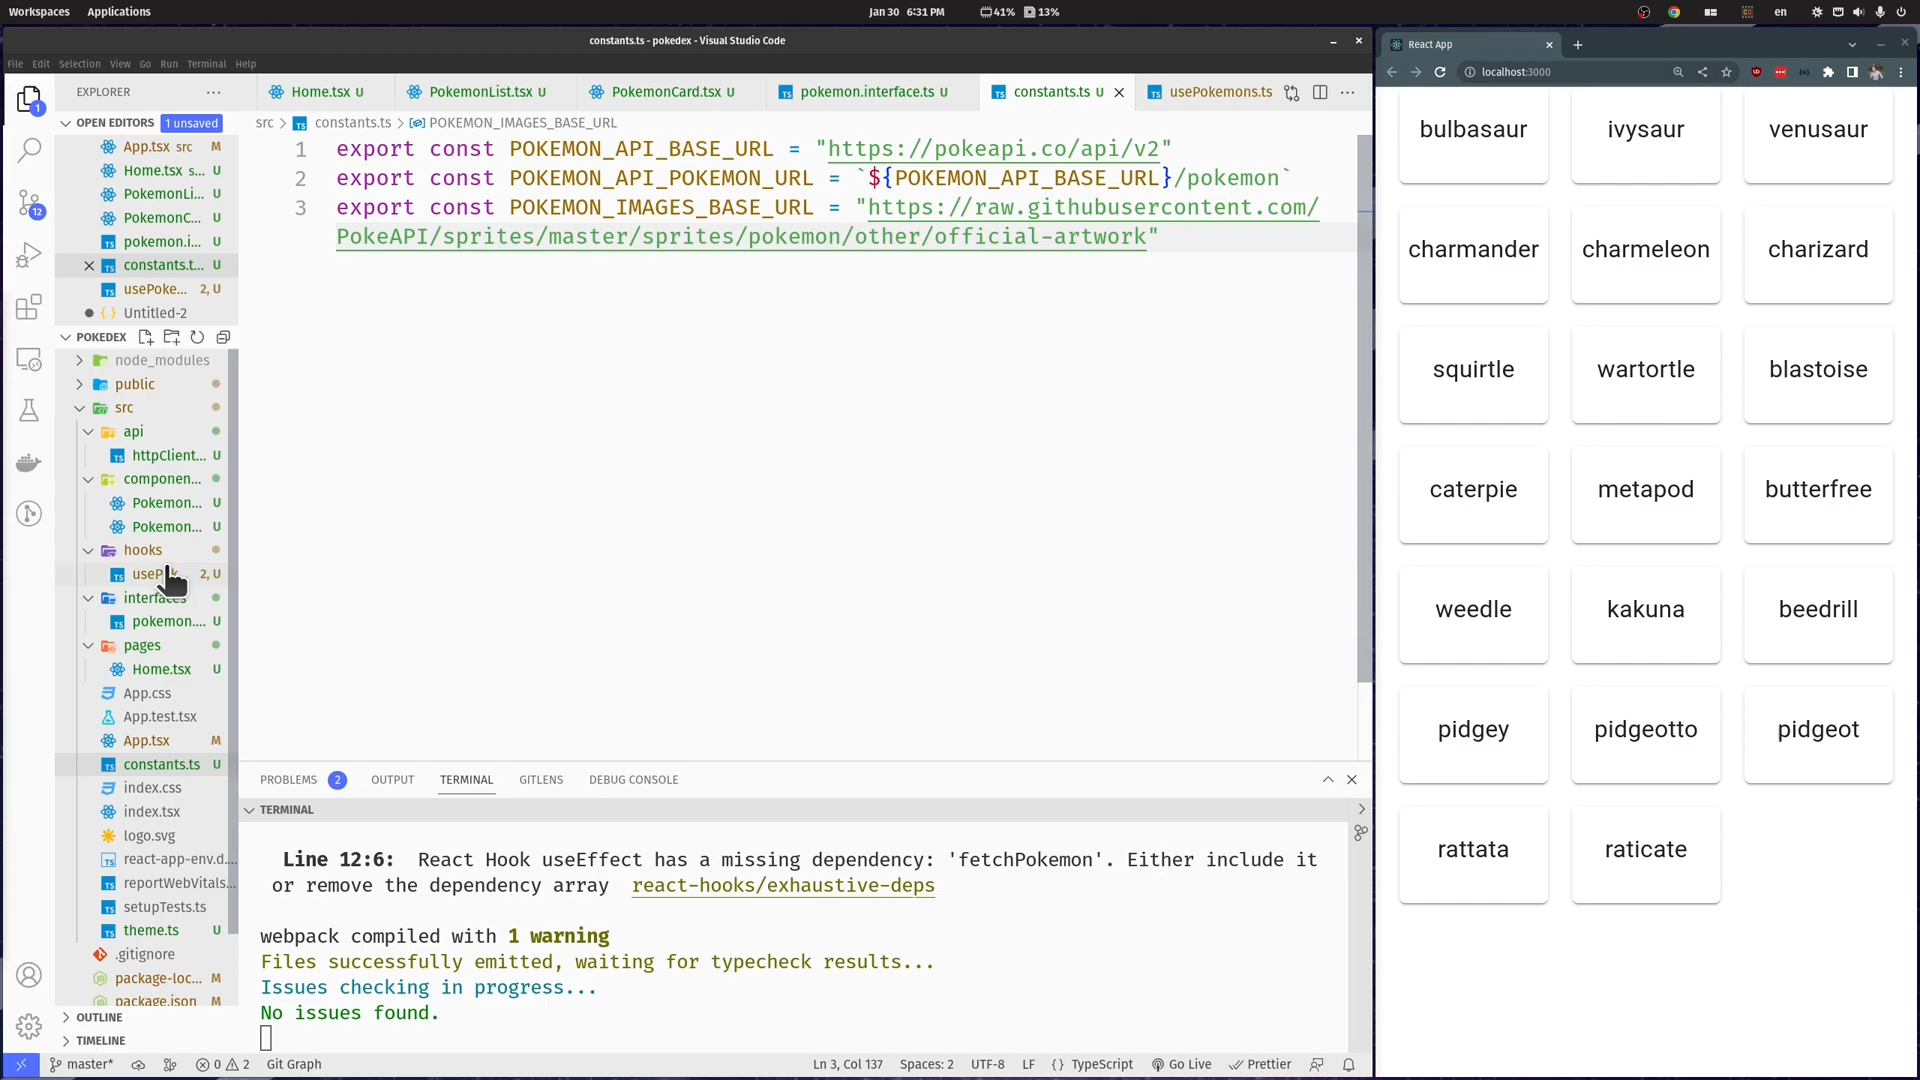 Workspaces Applications Jan 30 6:31 PM 41% 13% en
constants.ts - pokedex - Visual Studio Code
File Edit Selection View Go Run Terminal Help
EXPLORER
Home.tsx U PokemonList.tsx U PokemonCard.tsx U pokemon.interface.ts U constants.ts U usePokemons.ts
OPEN EDITORS 1 unsaved
src > constants.ts > POKEMON_IMAGES_BASE_URL
App.tsx src M
Home.tsx s... U
PokemonLi... U
PokemonC... U
pokemon.i... U
constants.t... U
usePoke... 2, U
Untitled-2
1 export const POKEMON_API_BASE_URL = "https://pokeapi.co/api/v2"
2 export const POKEMON_API_POKEMON_URL = `${POKEMON_API_BASE_URL}/pokemon`
3 export const POKEMON_IMAGES_BASE_URL = "https://raw.githubusercontent.com/
PokeAPI/sprites/master/sprites/pokemon/other/official-artwork"
POKEDEX
node_modules
public
src
api
httpClient... U
componen...
Pokemon... U
Pokemon... U
hooks
2, U
interfaces
pokemon.... U
pages
Home.tsx U
App.css
App.test.tsx
App.tsx M
constants.ts U
index.css
index.tsx
logo.svg
react-app-env.d....
reportWebVitals...
setupTests.ts
theme.ts U
.gitignore
package-loc... M
package.json M
OUTLINE
TIMELINE
1
12
PROBLEMS 2 OUTPUT TERMINAL GITLENS DEBUG CONSOLE
TERMINAL
Line 12:6: React Hook useEffect has a missing dependency: 'fetchPokemon'. Either include it
or remove the dependency array react-hooks/exhaustive-deps
webpack compiled with 1 warning
Files successfully emitted, waiting for typecheck results...
Issues checking in progress...
No issues found.
master* 0 2 Git Graph Ln 3, Col 137 Spaces: 2 UTF-8 LF { } TypeScript Go Live Prettier
React App
localhost:3000
bulbasaur ivysaur venusaur
charmander charmeleon charizard
squirtle wartortle blastoise
caterpie metapod butterfree
weedle kakuna beedrill
pidgey pidgeotto pidgeot
rattata raticate